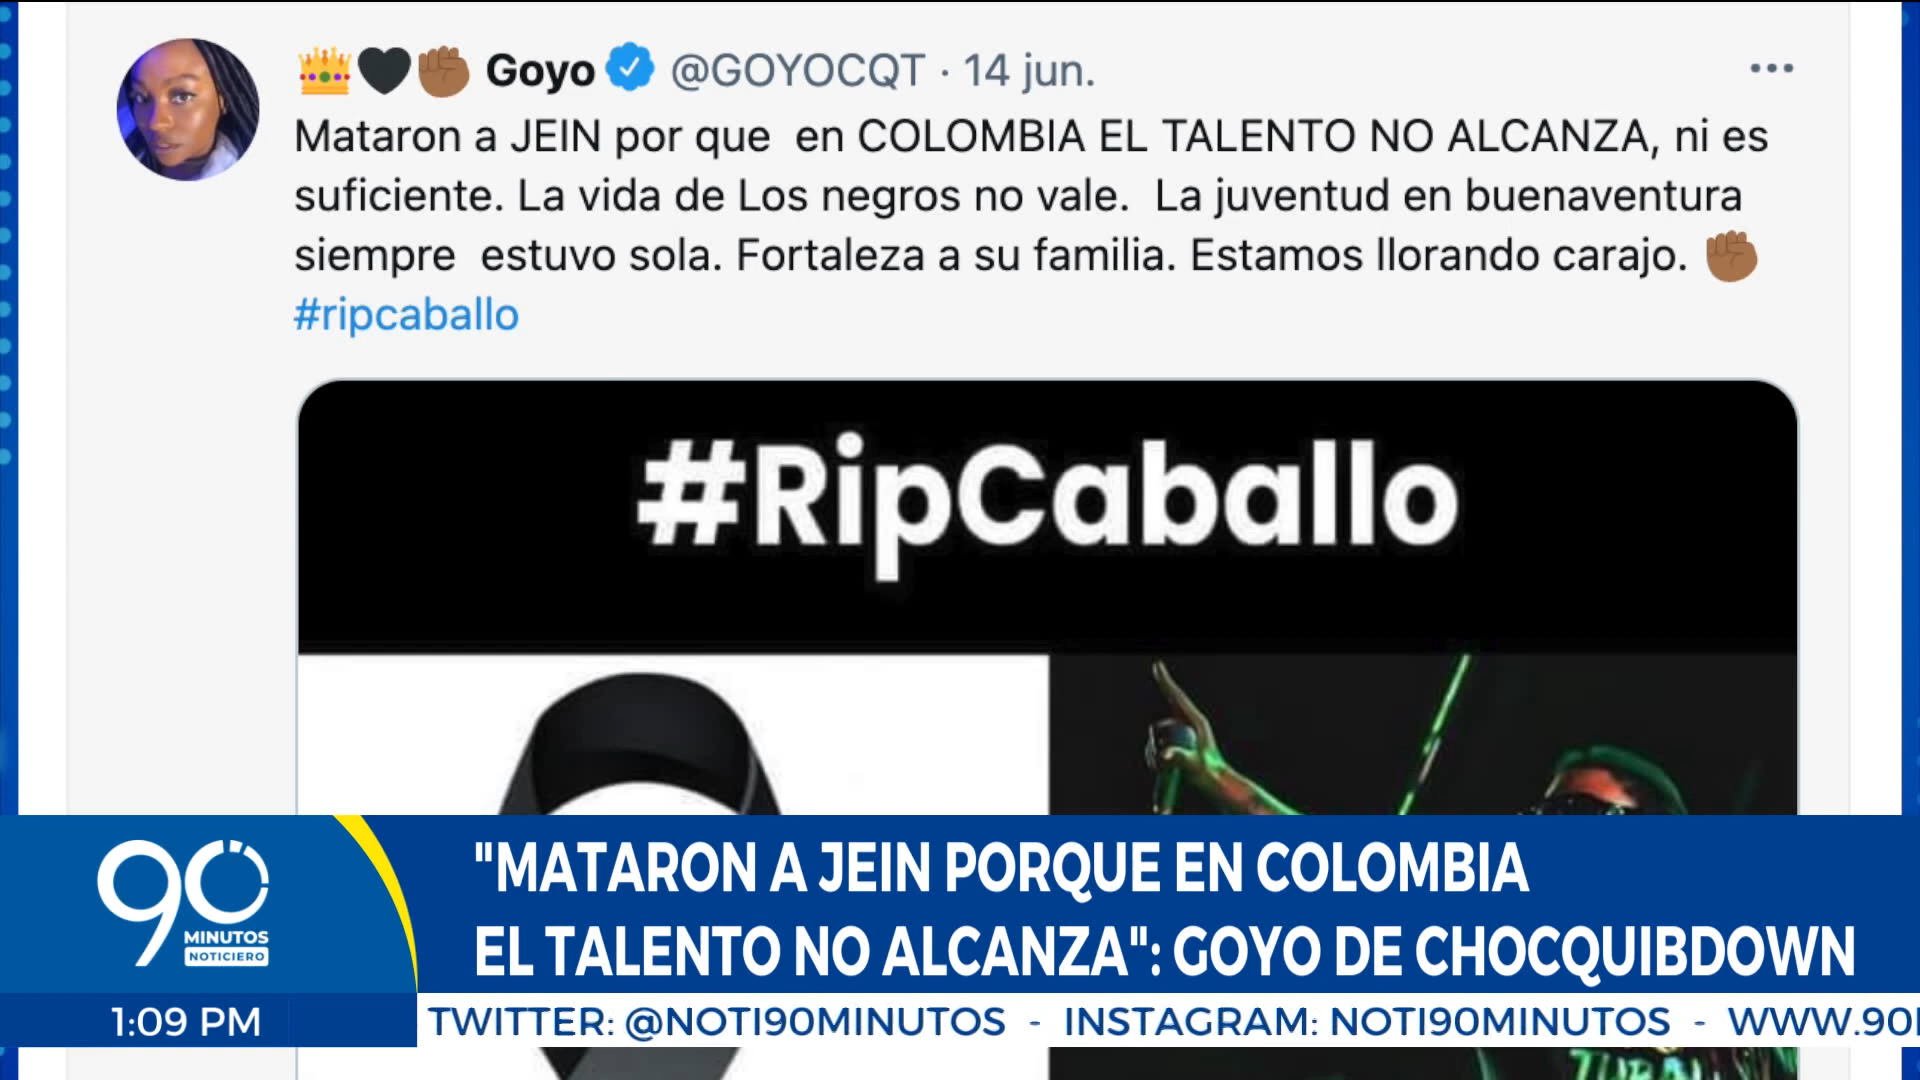 Goyo @GOYOCQT · 14 jun.
Mataron a JEIN por que en COLOMBIA EL TALENTO NO ALCANZA, ni es
suficiente. La vida de Los negros no vale. La juventud en buenaventura
siempre estuvo sola. Fortaleza a su familia. Estamos llorando carajo.
#ripcaballo
#RipCaballo
90
MINUTOS
NOTICIERO
"MATARON A JEIN PORQUE EN COLOMBIA
EL TALENTO NO ALCANZA": GOYO DE CHOCQUIBDOWN
1:09 PM
TWITTER: @NOTI90MINUTOS - INSTAGRAM: NOTI90MINUTOS - WWW.90